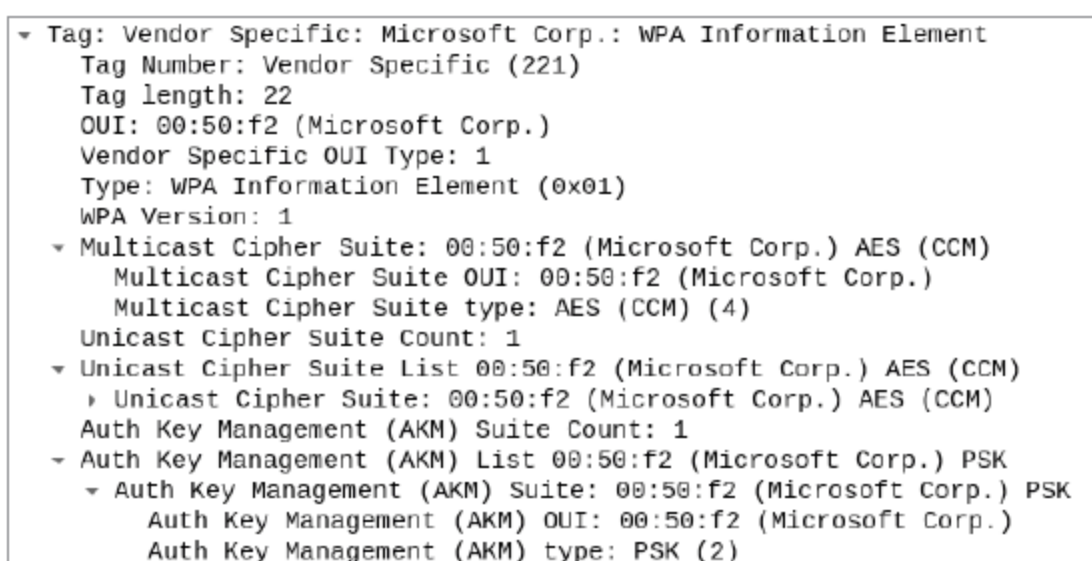 Tag: Vendor Specific: Microsoft Corp.: WPA Information Element
Tag Number: Vendor Specific (221)
Tag length: 22
OUI: 00:50:f2 (Microsoft Corp.)
Vendor Specific OUI Type: 1
Type: WPA Information Element (0x01)
WPA Version: 1
Multicast Cipher Suite: 00:50:f2 (Microsoft Corp.) AES (CCM)
Multicast Cipher Suite OUI: 00:50:f2 (Microsoft Corp.)
Multicast Cipher Suite type: AES (CCM) (4)
Unicast Cipher Suite Count: 1
Unicast Cipher Suite List 00:50:f2 (Microsoft Corp.) AES (CCM)
Unicast Cipher Suite: 00:50:f2 (Microsoft Corp.) AES (CCM)
Auth Key Management (AKM) Suite Count: 1
Auth Key Management (AKM) List 00:50:f2 (Microsoft Corp.) PSK
Auth Key Management (AKM) Suite: 00:50:f2 (Microsoft Corp.) PSK
Auth Key Management (AKM) OUI: 00:50:f2 (Microsoft Corp.)
Auth Key Management (AKM) type: PSK (2)